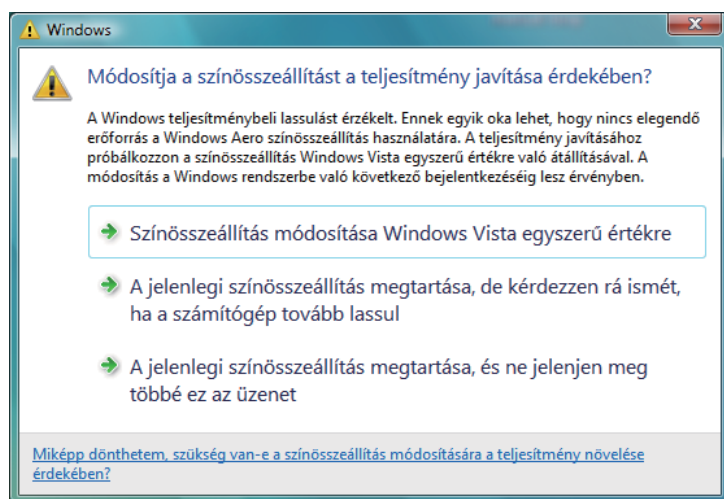 Windows
Módosítja a színösszeállítást a teljesítmény javítása érdekében?
A Windows teljesítménybeli lassulást érzékelt. Ennek egyik oka lehet, hogy nincs elegendő
erőforrás a Windows Aero színösszeállítás használatára. A teljesítmény javításához
próbálkozzon a színösszeállítás Windows Vista egyszerű értékre való átállításával. A
módosítás a Windows rendszerbe való következő bejelentkezéséig lesz érvényben.
Színösszeállítás módosítása Windows Vista egyszerű értékre
A jelenlegi színösszeállítás megtartása, de kérdezzen rá ismét,
ha a számítógép tovább lassul
A jelenlegi színösszeállítás megtartása, és ne jelenjen meg
többé ez az üzenet
Miképp dönthetem, szükség van-e a színösszeállítás módosítására a teljesítmény növelése
érdekében?